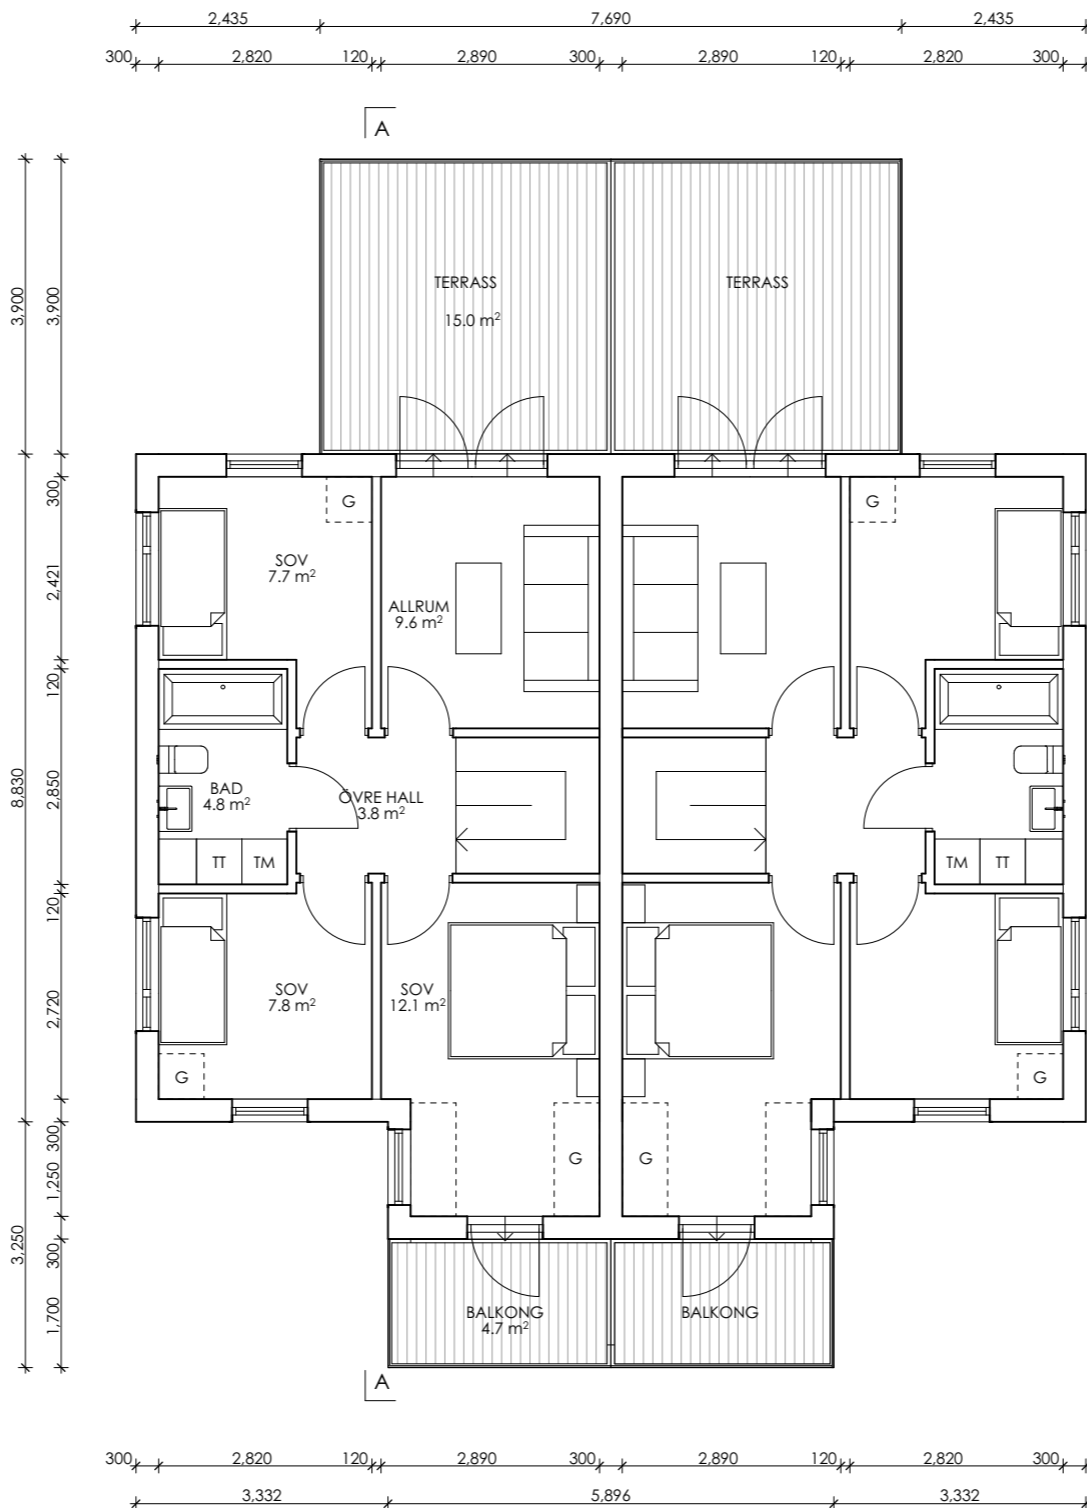 2,435 7,690 2,435
300 2,820 120 2,890 300 2,890 120 2,820 300
A
3,900 3,900
TERRASS TERRASS
15.0 m²
300
G G
SOV
7.7 m²
2,421
ALLRUM
9.6 m²
120
8,830
2,850
BAD
4.8 m²
ÖVRE HALL
3.8 m²
TT TM TM TT
120
SOV
7.8 m²
SOV
12.1 m²
2,720
G G
300
1,250
G G
3,250
300
1,700
BALKONG BALKONG
4.7 m²
A
300 2,820 120 2,890 300 2,890 120 2,820 300
3,332 5,896 3,332